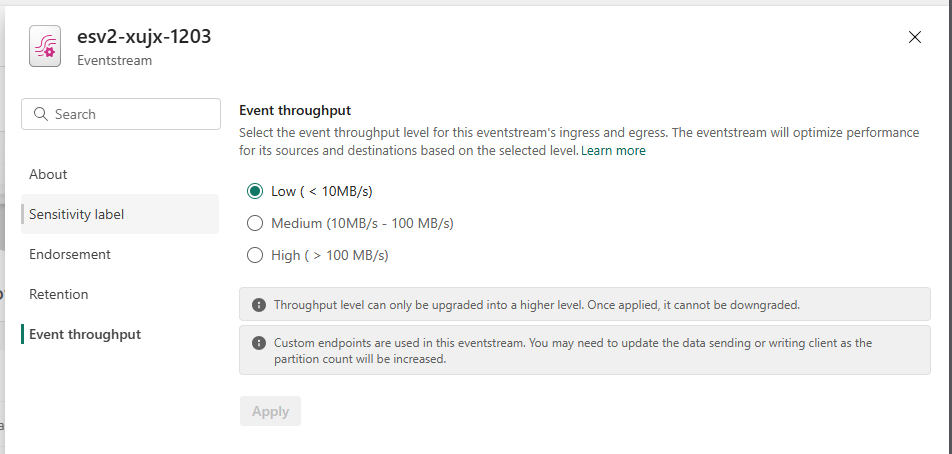 esv2-xujx-1203
Eventstream
Search
About
Sensitivity label
Endorsement
Retention
Event throughput
Event throughput
Select the event throughput level for this eventstream's ingress and egress. The eventstream will optimize performance
for its sources and destinations based on the selected level. Learn more
Low ( < 10MB/s)
Medium (10MB/s - 100 MB/s)
High ( > 100 MB/s)
Throughput level can only be upgraded into a higher level. Once applied, it cannot be downgraded.
Custom endpoints are used in this eventstream. You may need to update the data sending or writing client as the
partition count will be increased.
Apply